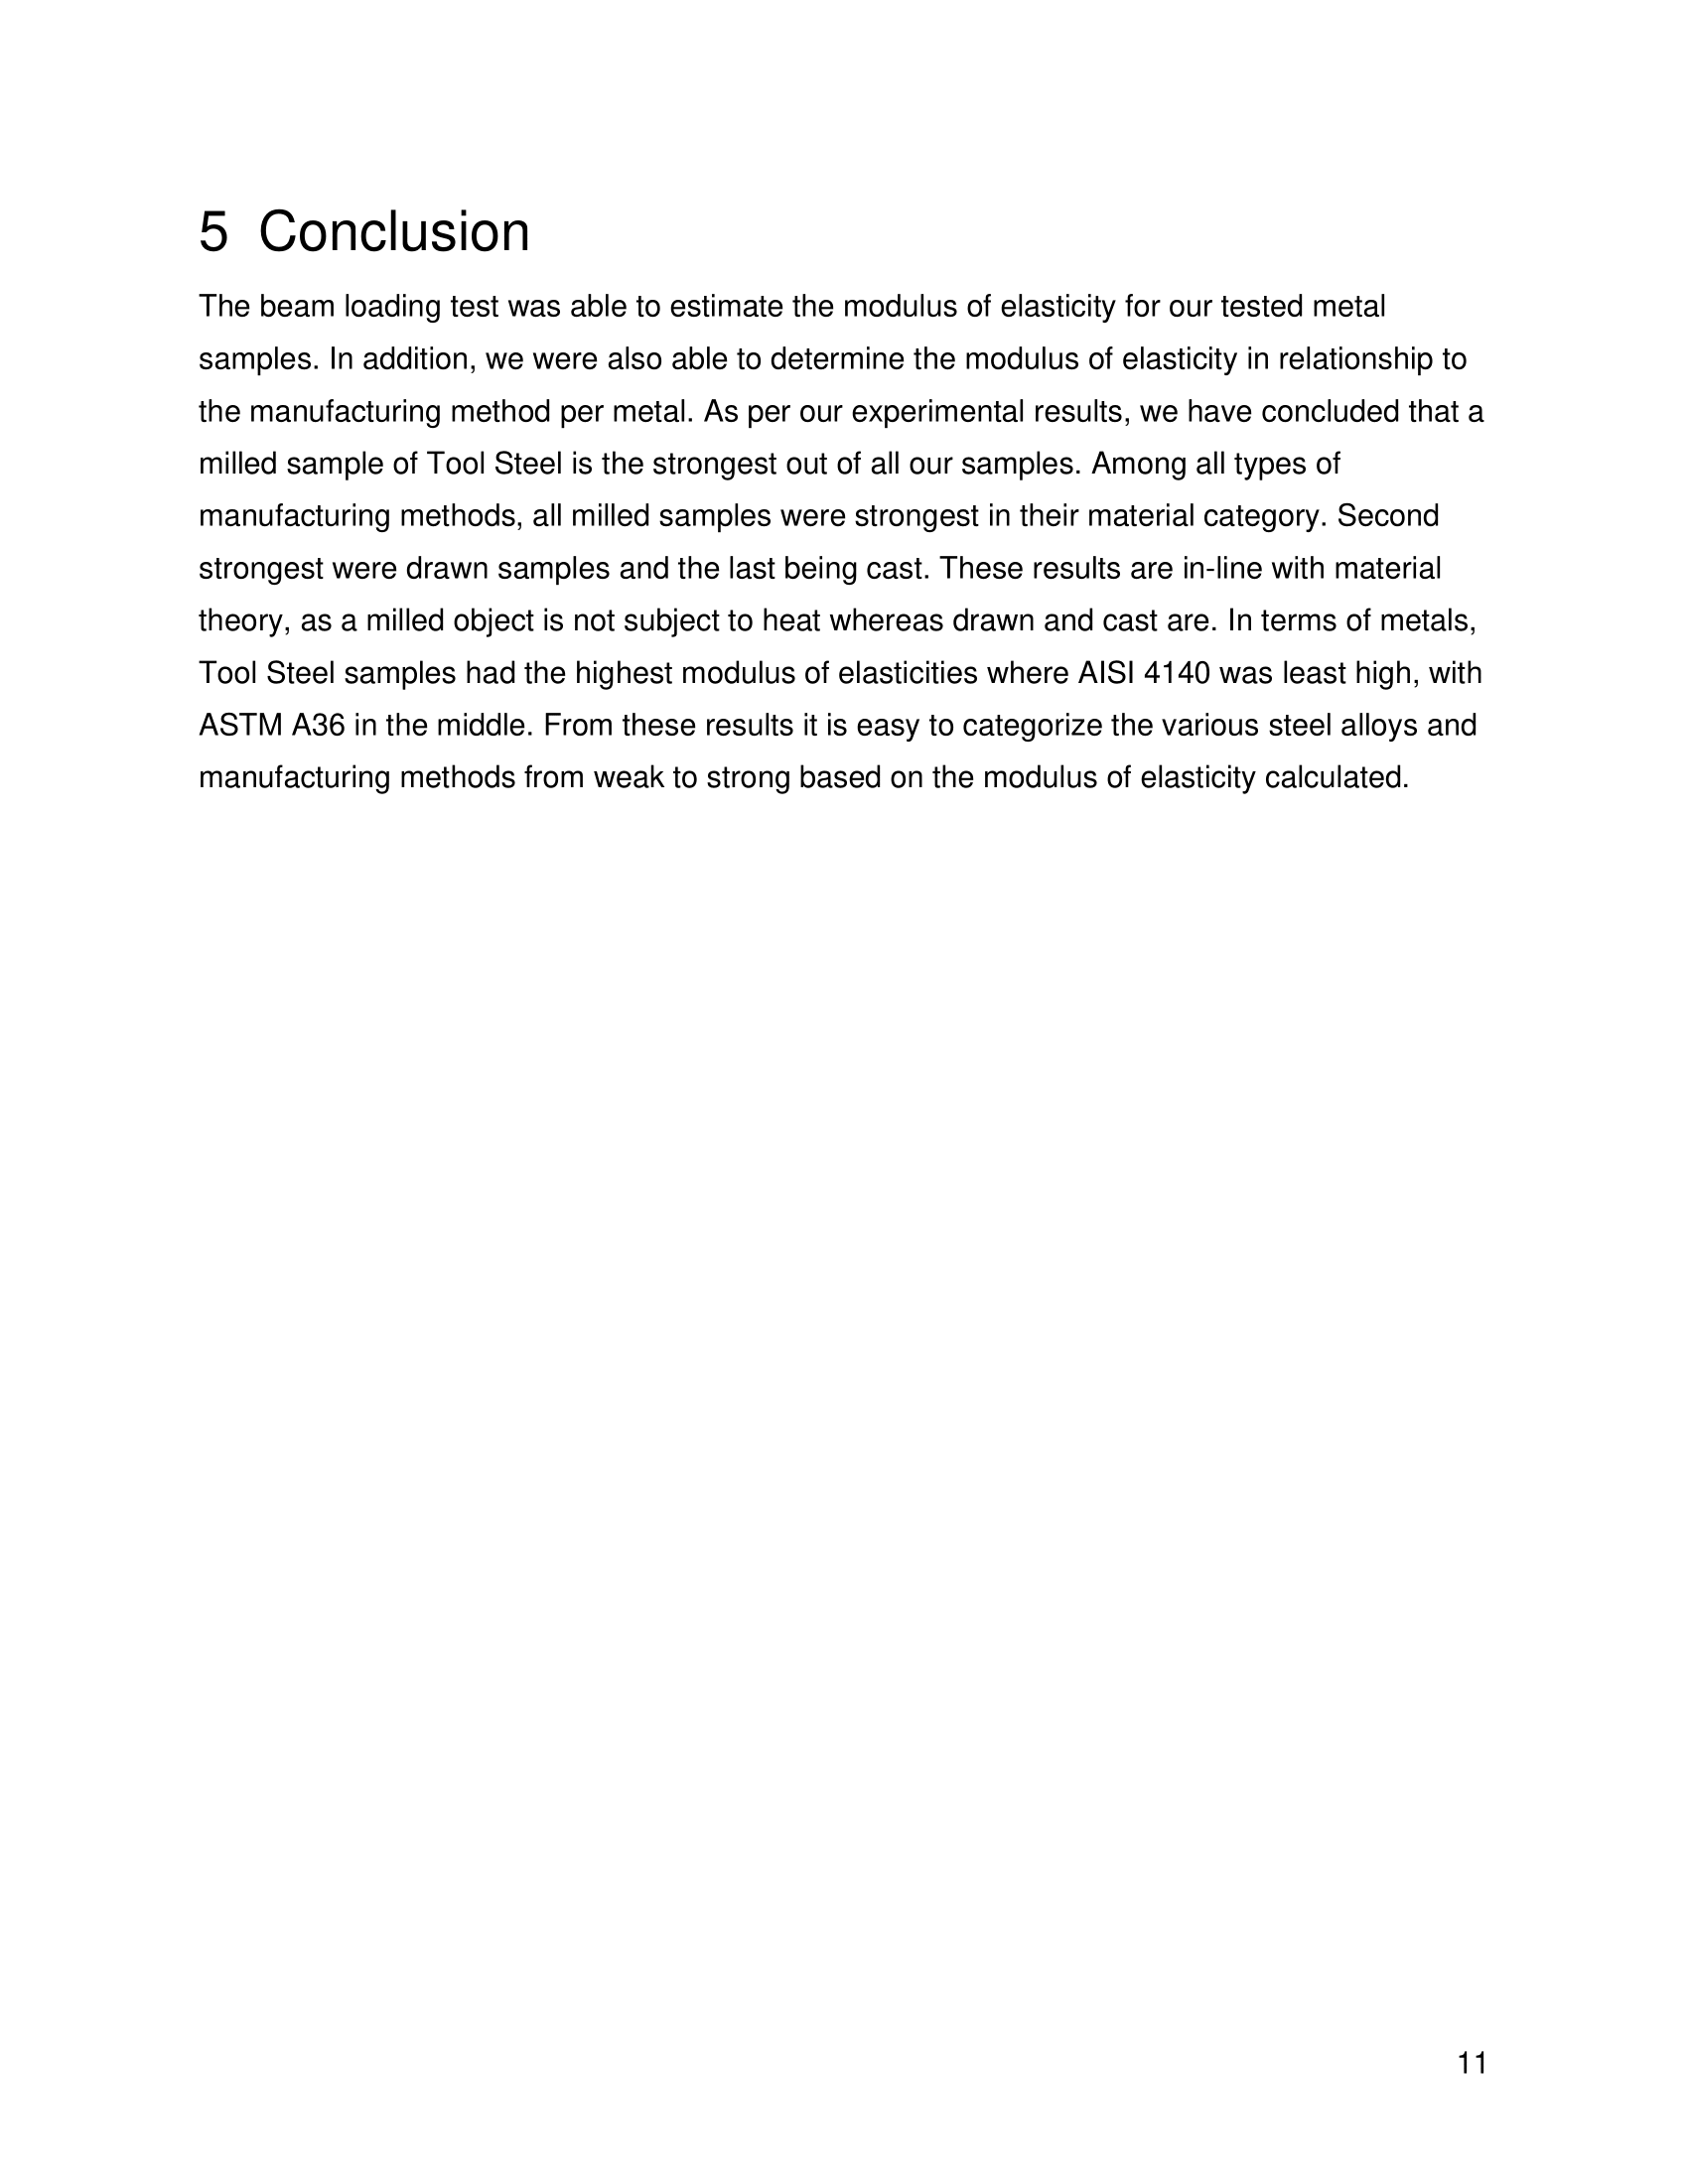 5 Conclusion
The beam loading test was able to estimate the modulus of elasticity for our tested metal
samples. In addition, we were also able to determine the modulus of elasticity in relationship to
the manufacturing method per metal. As per our experimental results, we have concluded that a
milled sample of Tool Steel is the strongest out of all our samples. Among all types of
manufacturing methods, all milled samples were strongest in their material category. Second
strongest were drawn samples and the last being cast. These results are in-line with material
theory, as a milled object is not subject to heat whereas drawn and cast are. In terms of metals,
Tool Steel samples had the highest modulus of elasticities where AISI 4140 was least high, with
ASTM A36 in the middle. From these results it is easy to categorize the various steel alloys and
manufacturing methods from weak to strong based on the modulus of elasticity calculated.
11